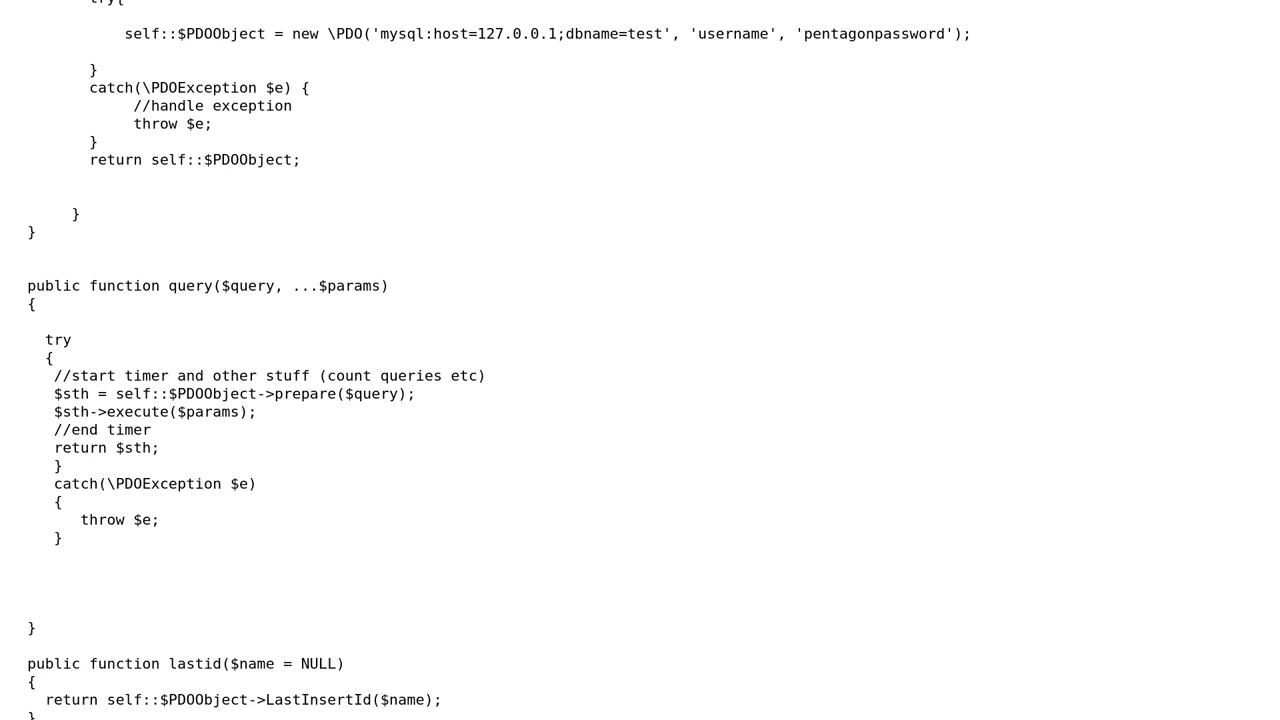 try{
self::$PDOObject = new \PDO('mysql:host=127.0.0.1;dbname=test', 'username', 'pentagonpassword');
}
catch(\PDOException $e) {
//handle exception
throw $e;
}
return self::$PDOObject;
}
}
public function query($query, ...$params)
{
try
{
//start timer and other stuff (count queries etc)
$sth = self::$PDOObject->prepare($query);
$sth->execute($params);
//end timer
return $sth;
}
catch(\PDOException $e)
{
throw $e;
}
}
public function lastid($name = NULL)
{
return self::$PDOObject->LastInsertId($name);
}